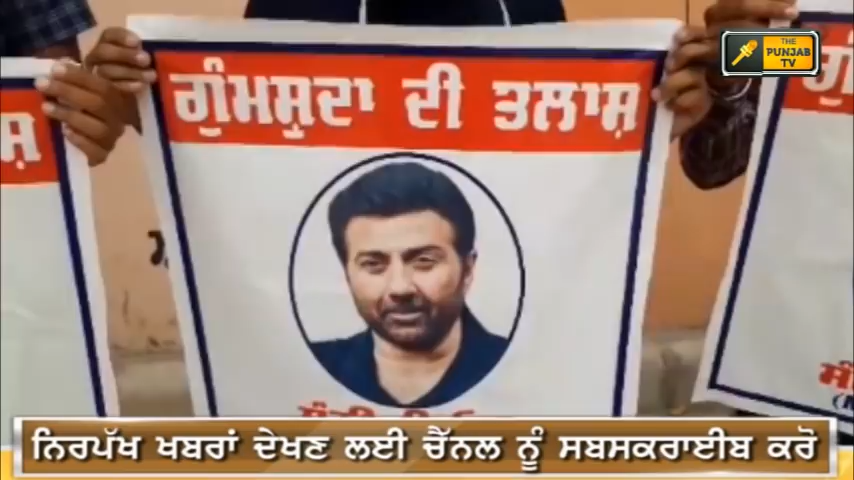 THE
PUNJAB
TV
ਗੁੰਮਸ਼ੁਦਾ ਦੀ ਤਲਾਸ਼
ਨਿਰਪੱਖ ਖਬਰਾਂ ਦੇਖਣ ਲਈ ਚੈੱਨਲ ਨੂੰ ਸਬਸਕਰਾਈਬ ਕਰੋ